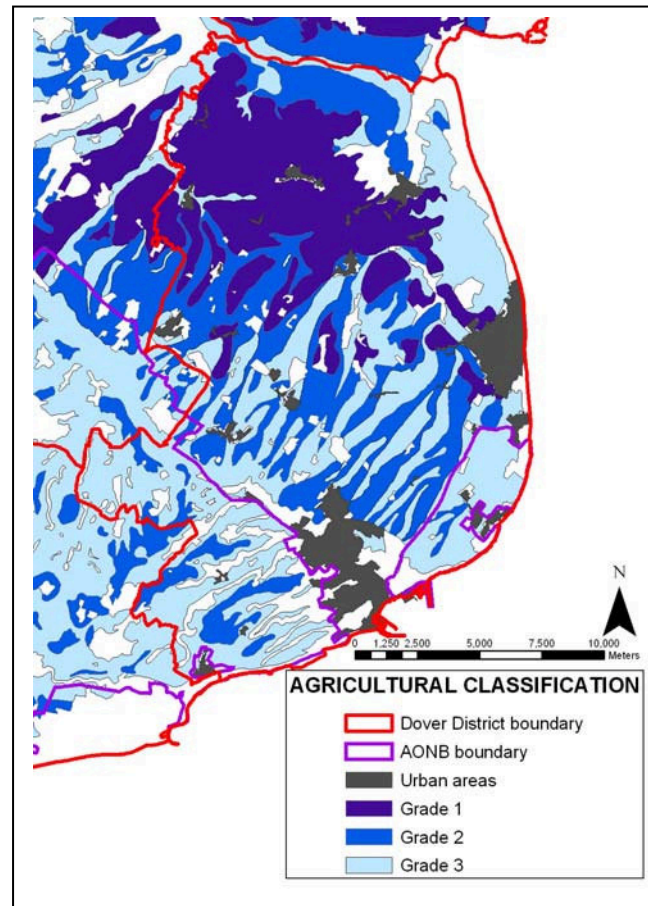 N
0 1,250 2,500 5,000 7,500 10,000
Meters
AGRICULTURAL CLASSIFICATION
Dover District boundary
AONB boundary
Urban areas
Grade 1
Grade 2
Grade 3